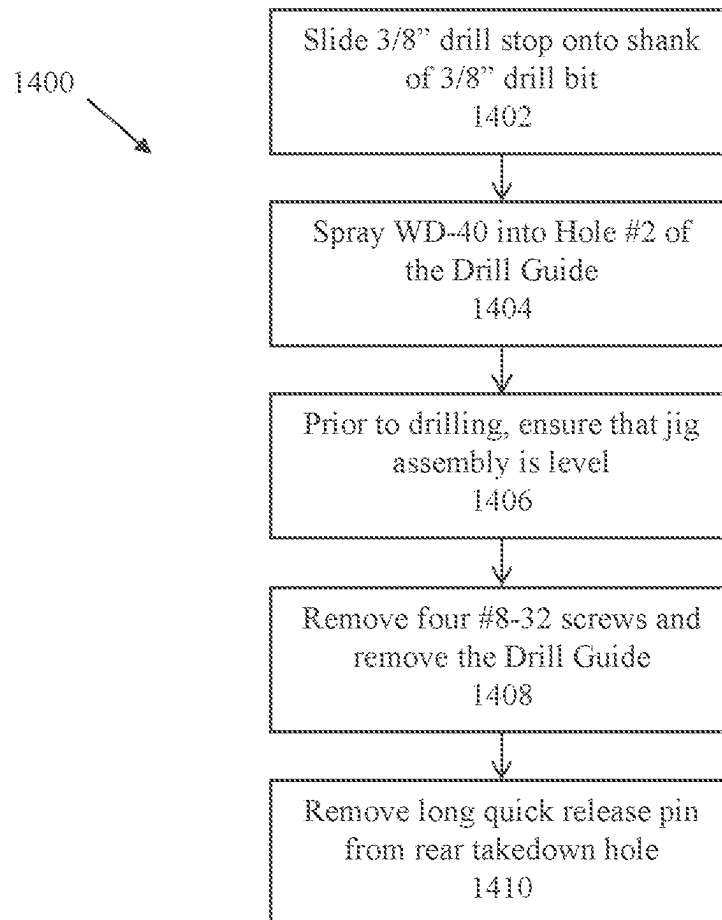 1400
Slide 3/8” drill stop onto shank
of 3/8” drill bit
1402
Spray WD-40 into Hole #2 of
the Drill Guide
1404
Prior to drilling, ensure that jig
assembly is level
1406
Remove four #8-32 screws and
remove the Drill Guide
1408
Remove long quick release pin
from rear takedown hole
1410